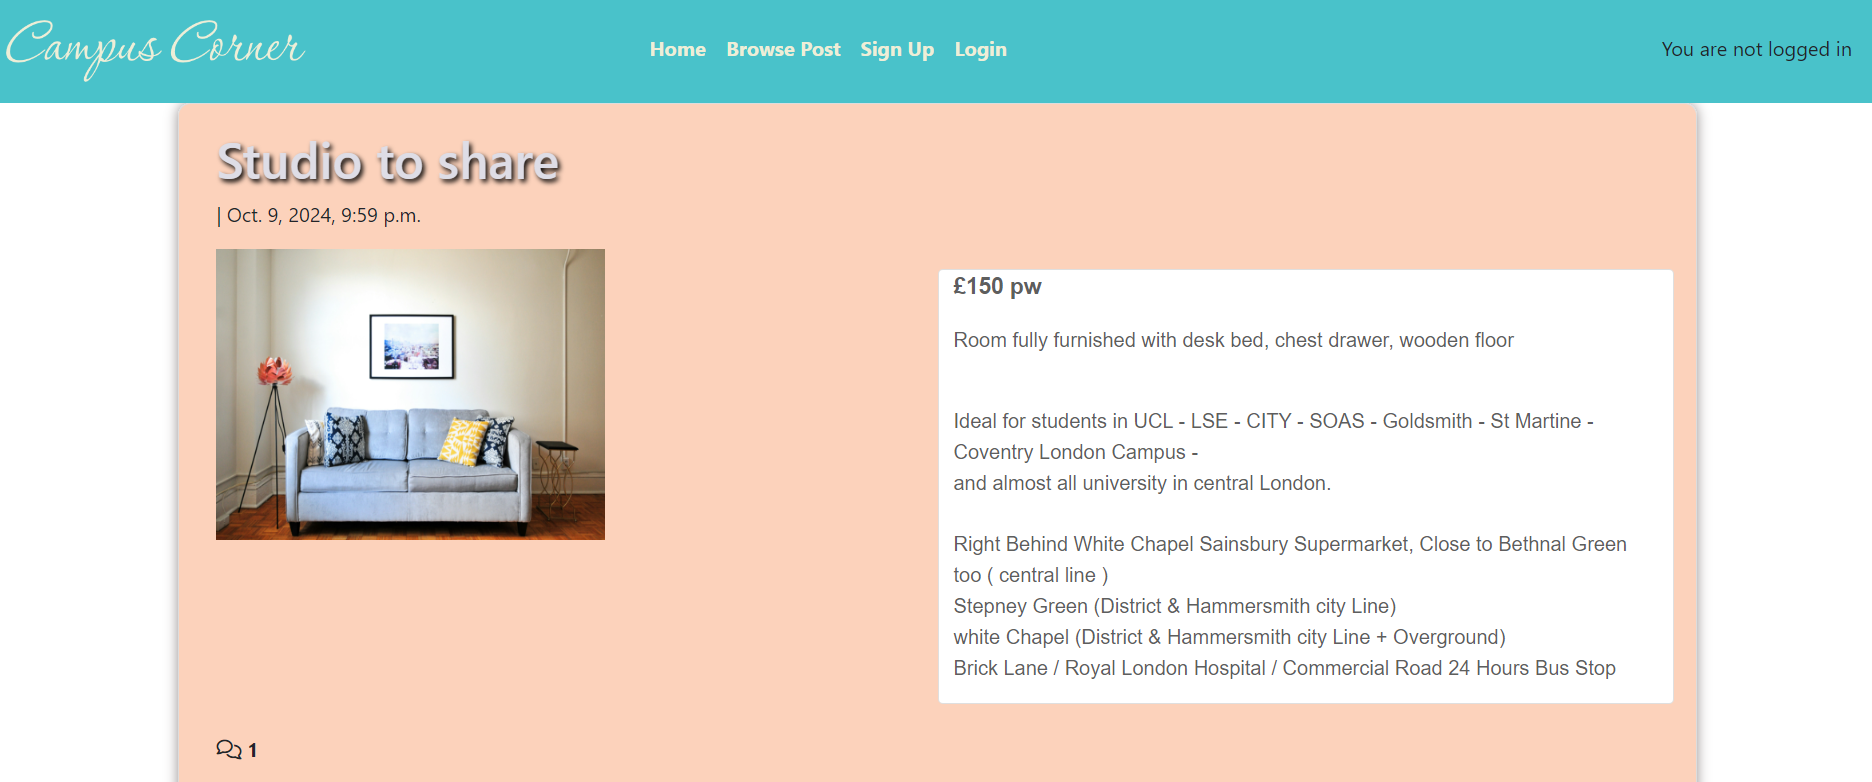 Campus Corner
Home Browse Post Sign Up Login
You are not logged in
Studio to share
| Oct. 9, 2024, 9:59 p.m.
£150 pw
Room fully furnished with desk bed, chest drawer, wooden floor
Ideal for students in UCL - LSE - CITY - SOAS - Goldsmith - St Martine -
Coventry London Campus -
and almost all university in central London.
Right Behind White Chapel Sainsbury Supermarket, Close to Bethnal Green
too ( central line )
Stepney Green (District & Hammersmith city Line)
white Chapel (District & Hammersmith city Line + Overground)
Brick Lane / Royal London Hospital / Commercial Road 24 Hours Bus Stop
1